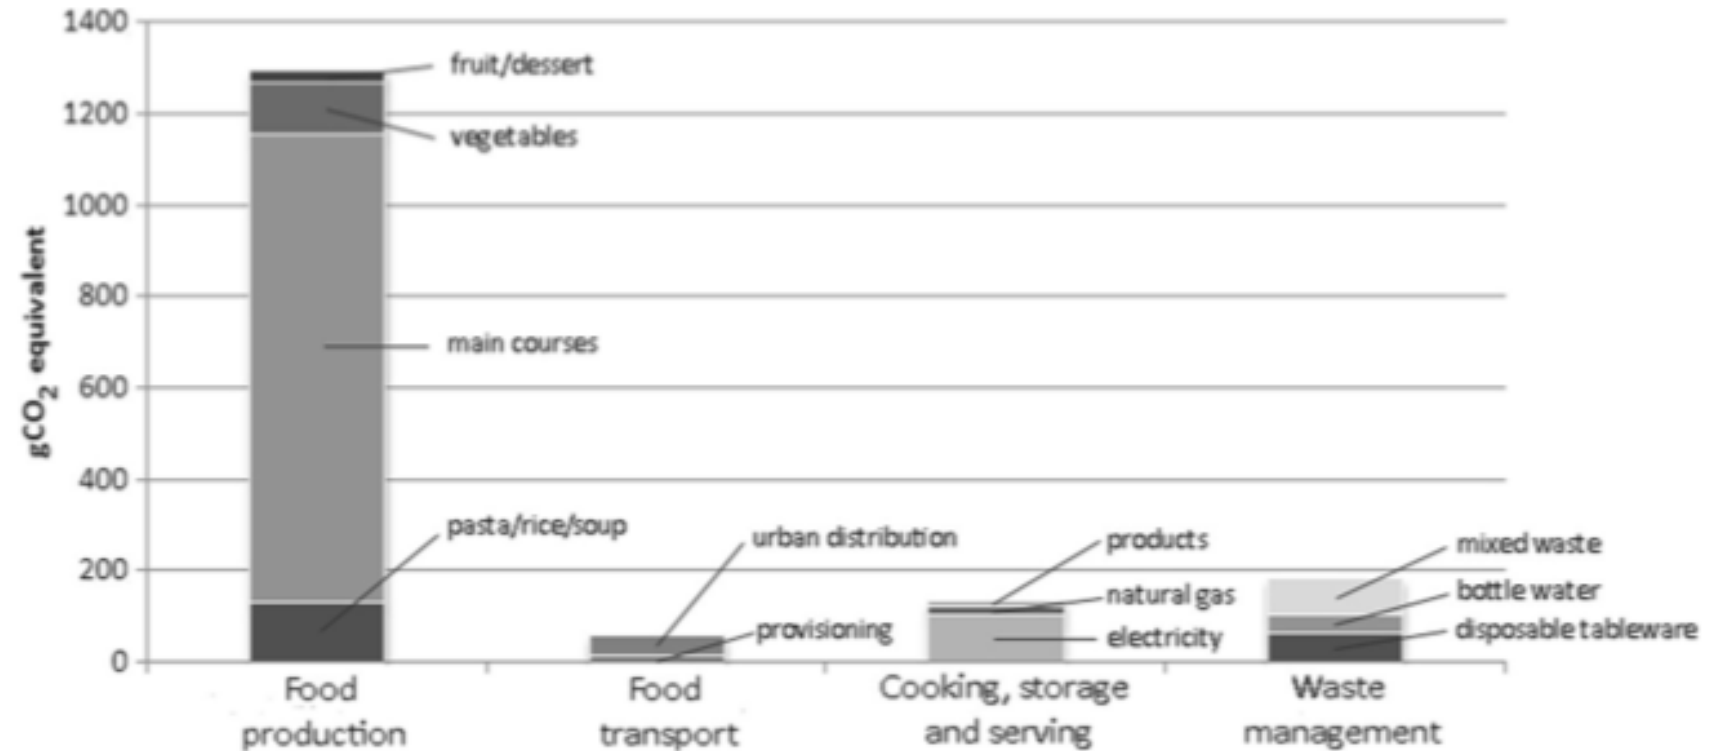 gCO2 equivalent
1400
1200
1000
800
600
400
200
0
fruit/dessert
vegetables
main courses
pasta/rice/soup
urban distribution
provisioning
products
natural gas
electricity
mixed waste
bottle water
disposable tableware
Food
production
Food
transport
Cooking, storage
and serving
Waste
management